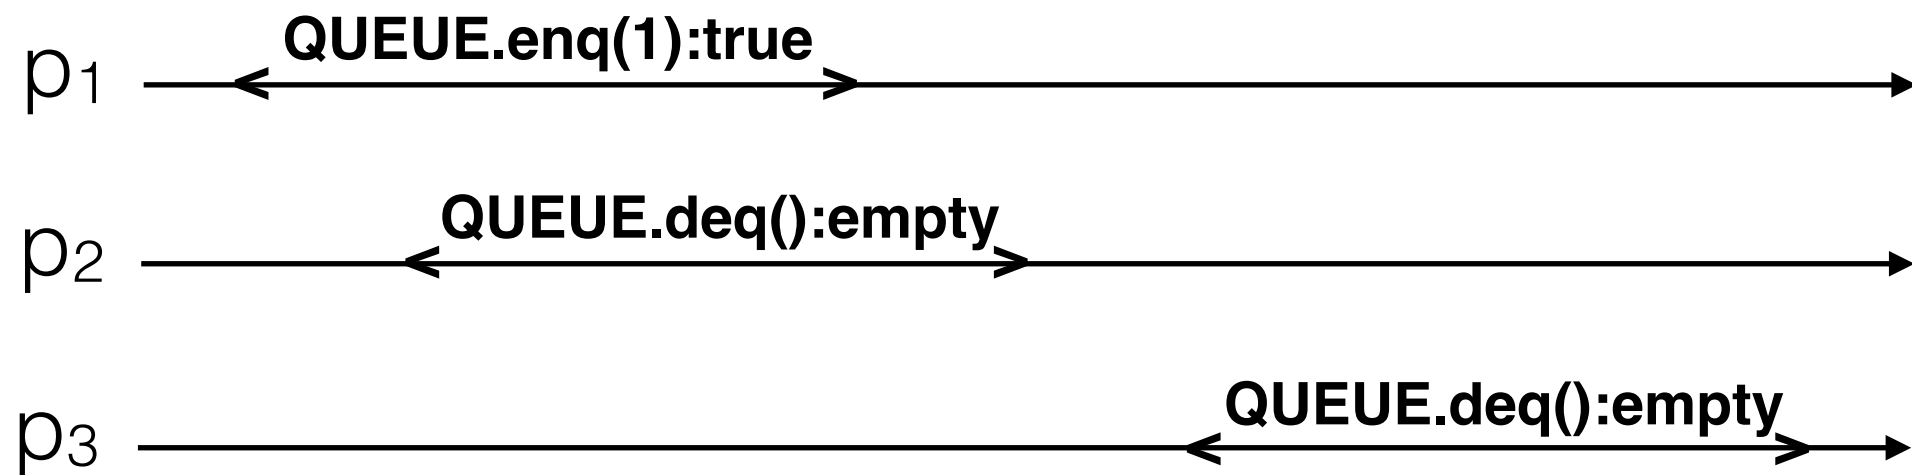 QUEUE.enq(1):true
p1
QUEUE.deq():empty
p2
QUEUE.deq():empty
p3